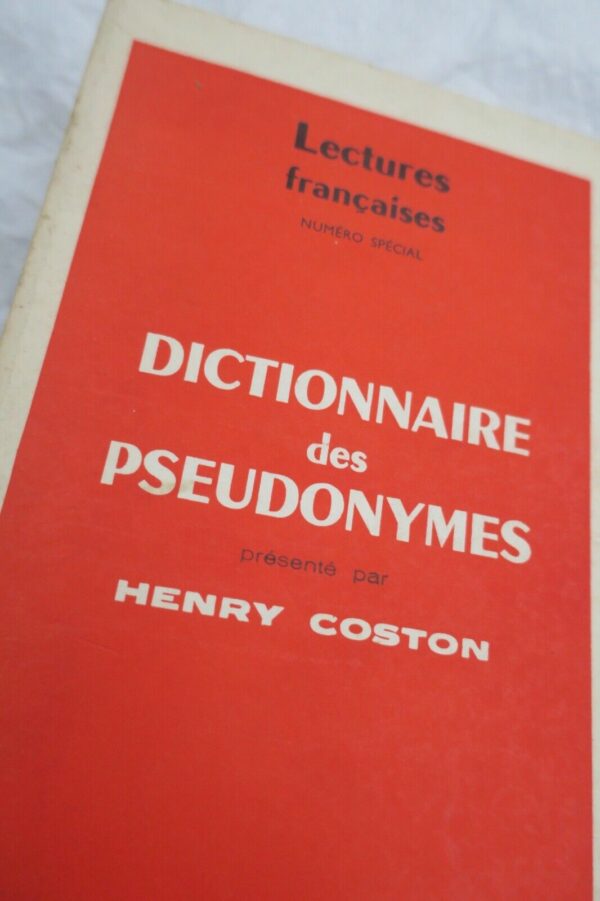 Lectures
françaises
NUMÉRO SPÉCIAL
DICTIONNAIRE
des
PSEUDONYMES
présenté par
HENRY COSTON